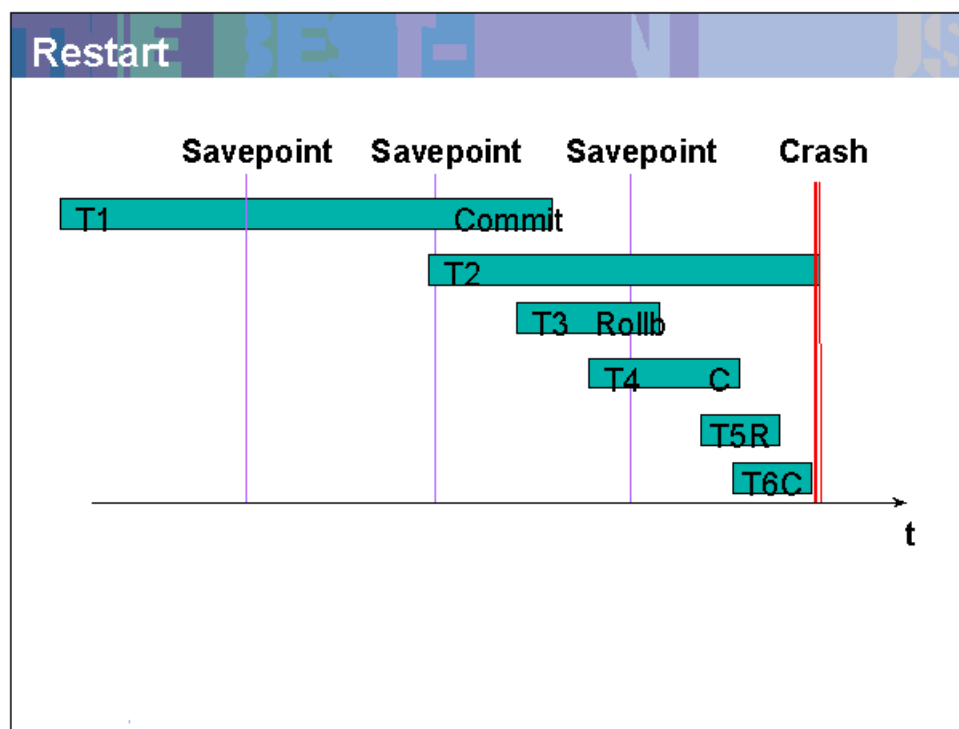 Restart
Savepoint Savepoint Savepoint Crash
T1 Commit
T2
T3 Rollb
T4 C
T5R
T6C
t